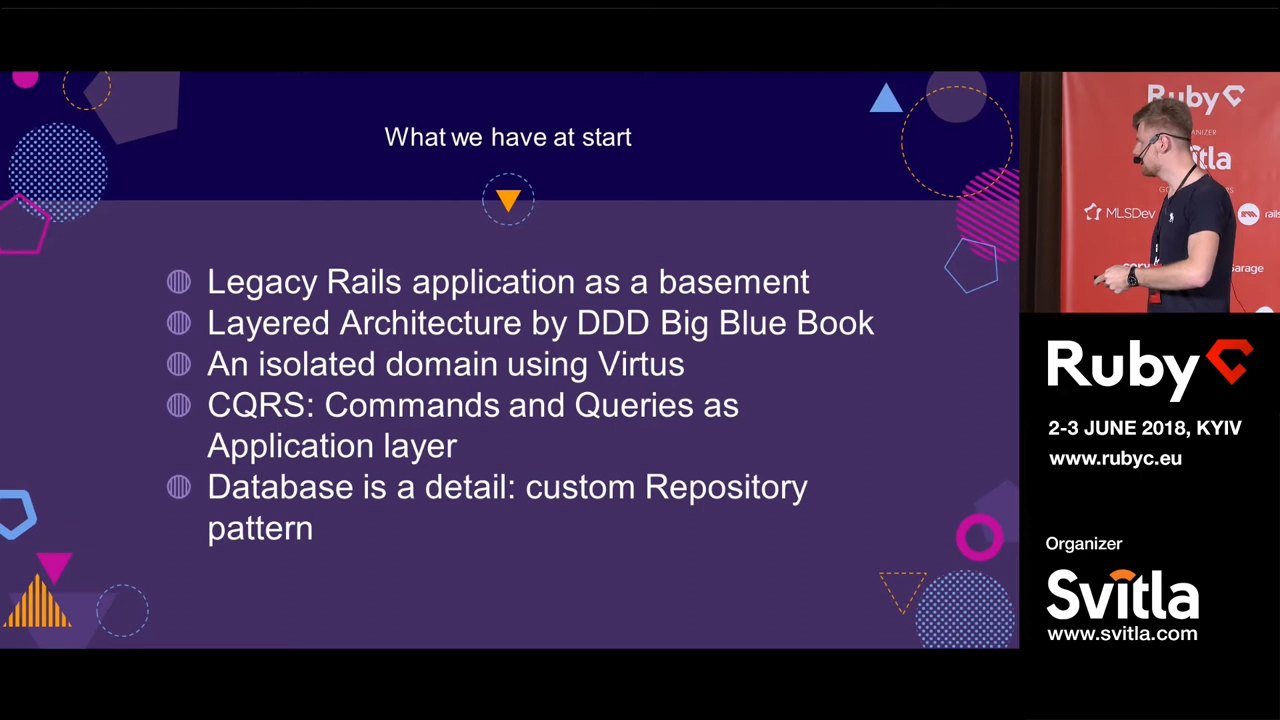 What we have at start
Legacy Rails application as a basement
Layered Architecture by DDD Big Blue Book
An isolated domain using Virtus
CQRS: Commands and Queries as
Application layer
Database is a detail: custom Repository
pattern
Ruby
MLSDev
Ruby
2-3 JUNE 2018, KYIV
www.rubyc.eu
Organizer
Svitla
www.svitla.com